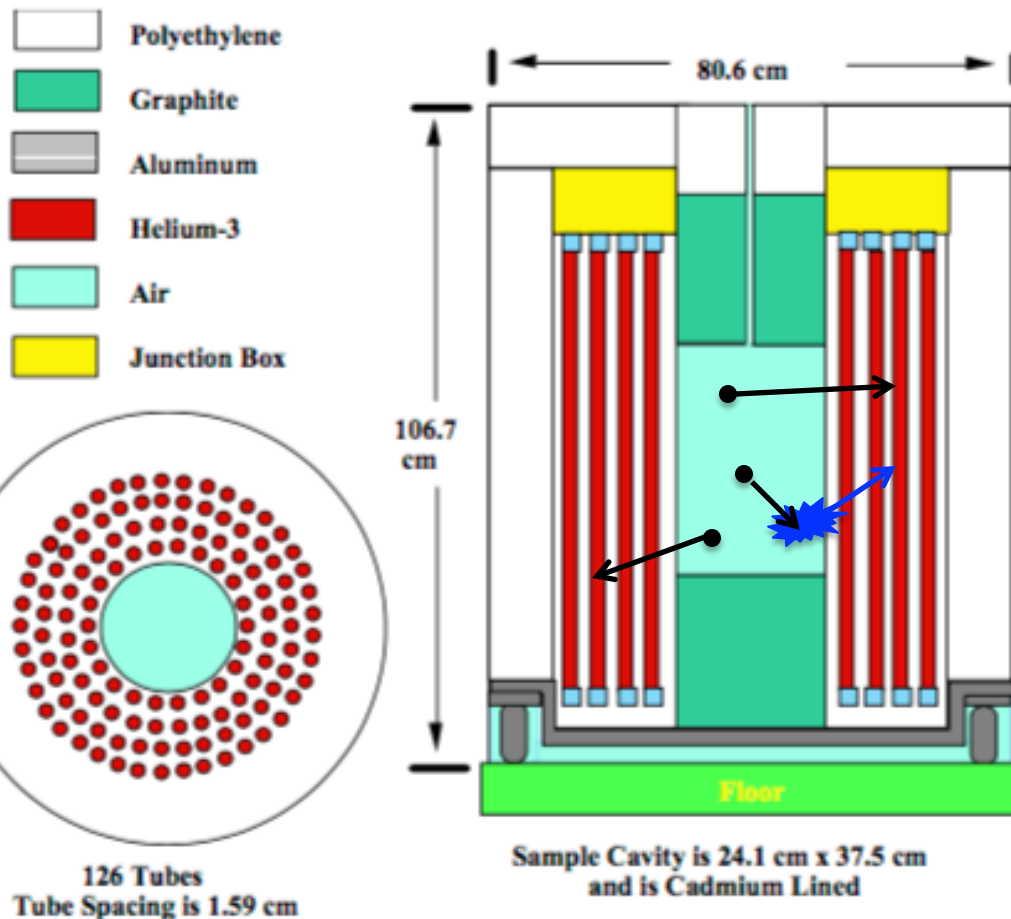 Polyethylene
Graphite
Aluminum
Helium-3
Air
Junction Box
80.6 cm
106.7
cm
Floor
126 Tubes
Tube Spacing is 1.59 cm
Sample Cavity is 24.1 cm x 37.5 cm
and is Cadmium Lined